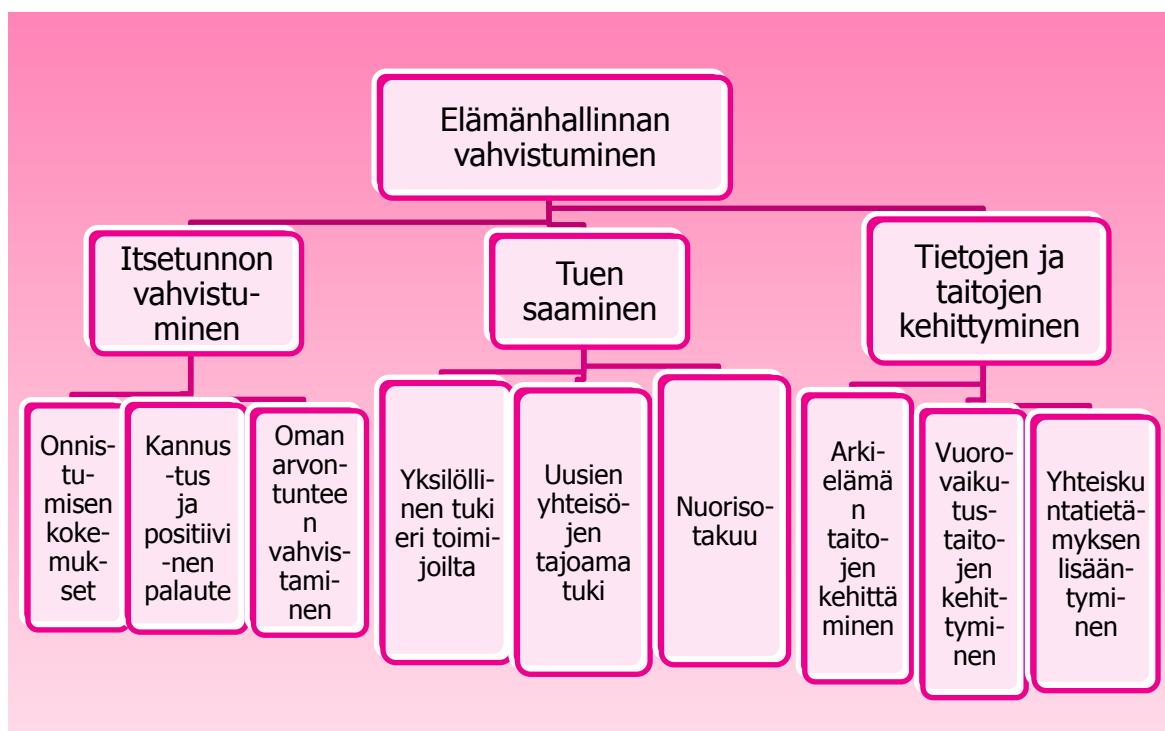 Elämänhallinnan
vahvistuminen
Itsetunnon
vahvistu-
minen
Tuen
saaminen
Tietojen ja
taitojen
kehittyminen
Onnis-
tu-
misen
koke-
muk-
set
Kannus
-tus
ja
positiivi
-nen
palaute
Oman
arvon-
tuntee
n
vahvis-
tami-
nen
Yksilölli
nen tuki
eri toimi-
joilta
Uusien
yhteisö-
jen
tajoama
tuki
Nuoriso-
takuu
Arki-
elämä
n
taito-
jen
kehittä
minen
Vuoro-
vaiku-
tus-
taito-
jen
kehit-
tymi-
nen
Yhteisku
ntatietä-
myksen
lisään-
tymi-
nen